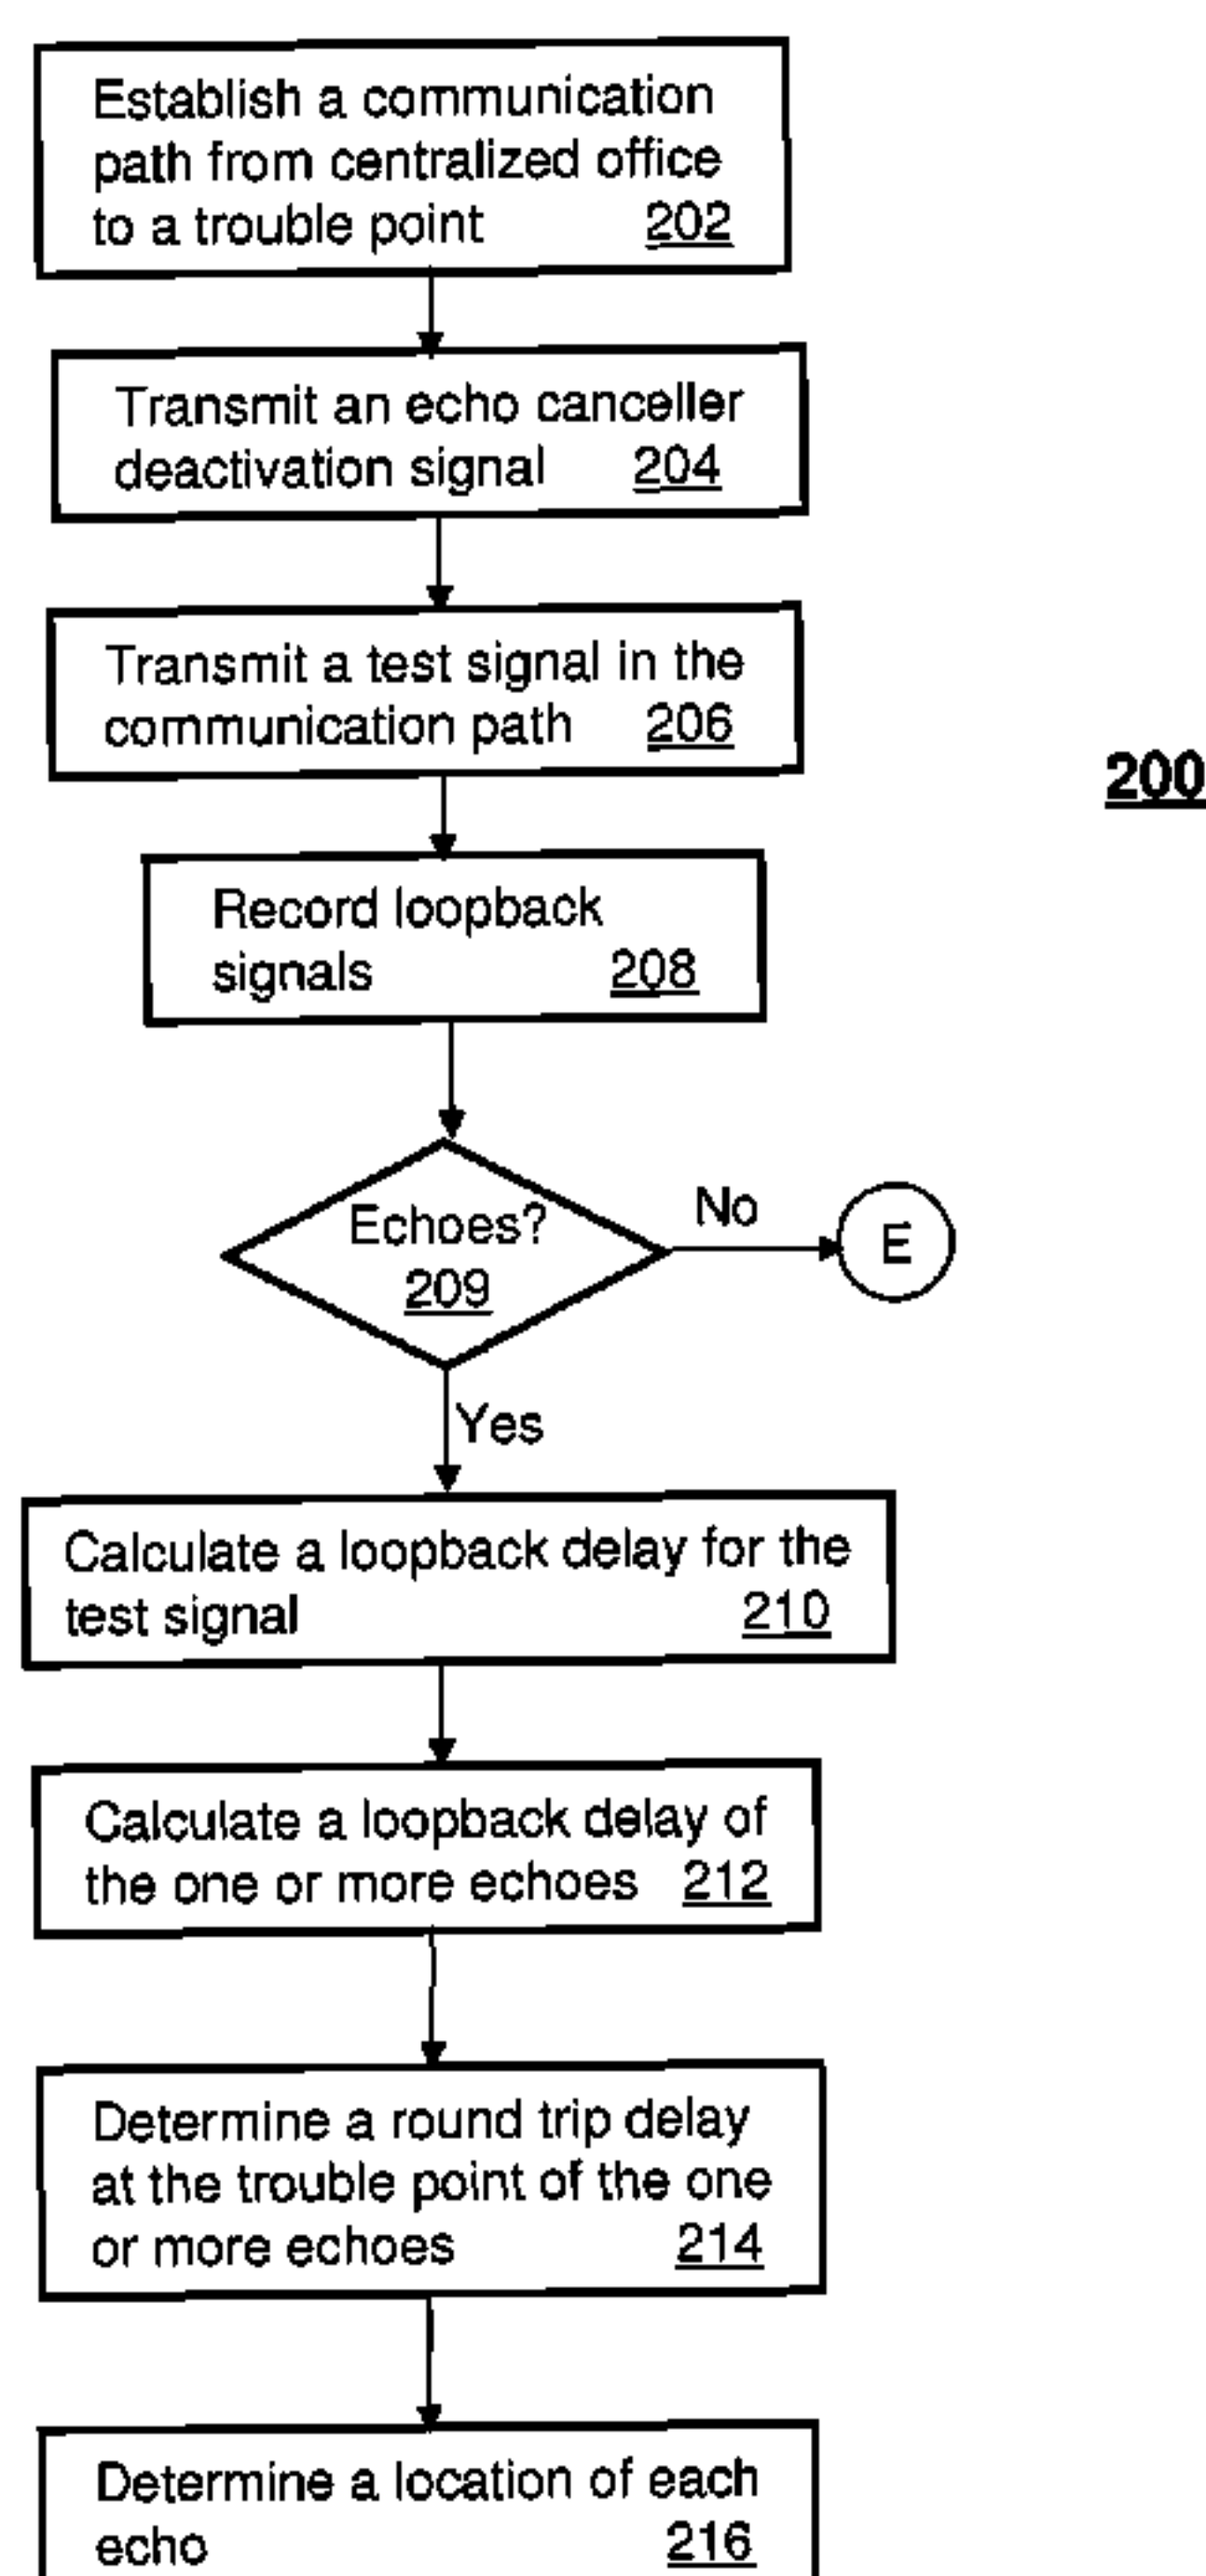 Establish a communication
path from centralized office
to a trouble point 202
Transmit an echo canceller
deactivation signal 204
Transmit a test signal in the
communication path 206
200
Record loopback
signals 208
Echoes?
209
No
E
Yes
Calculate a loopback delay for the
test signal 210
Calculate a loopback delay of
the one or more echoes 212
Determine a round trip delay
at the trouble point of the one
or more echoes 214
Determine a location of each
echo 216